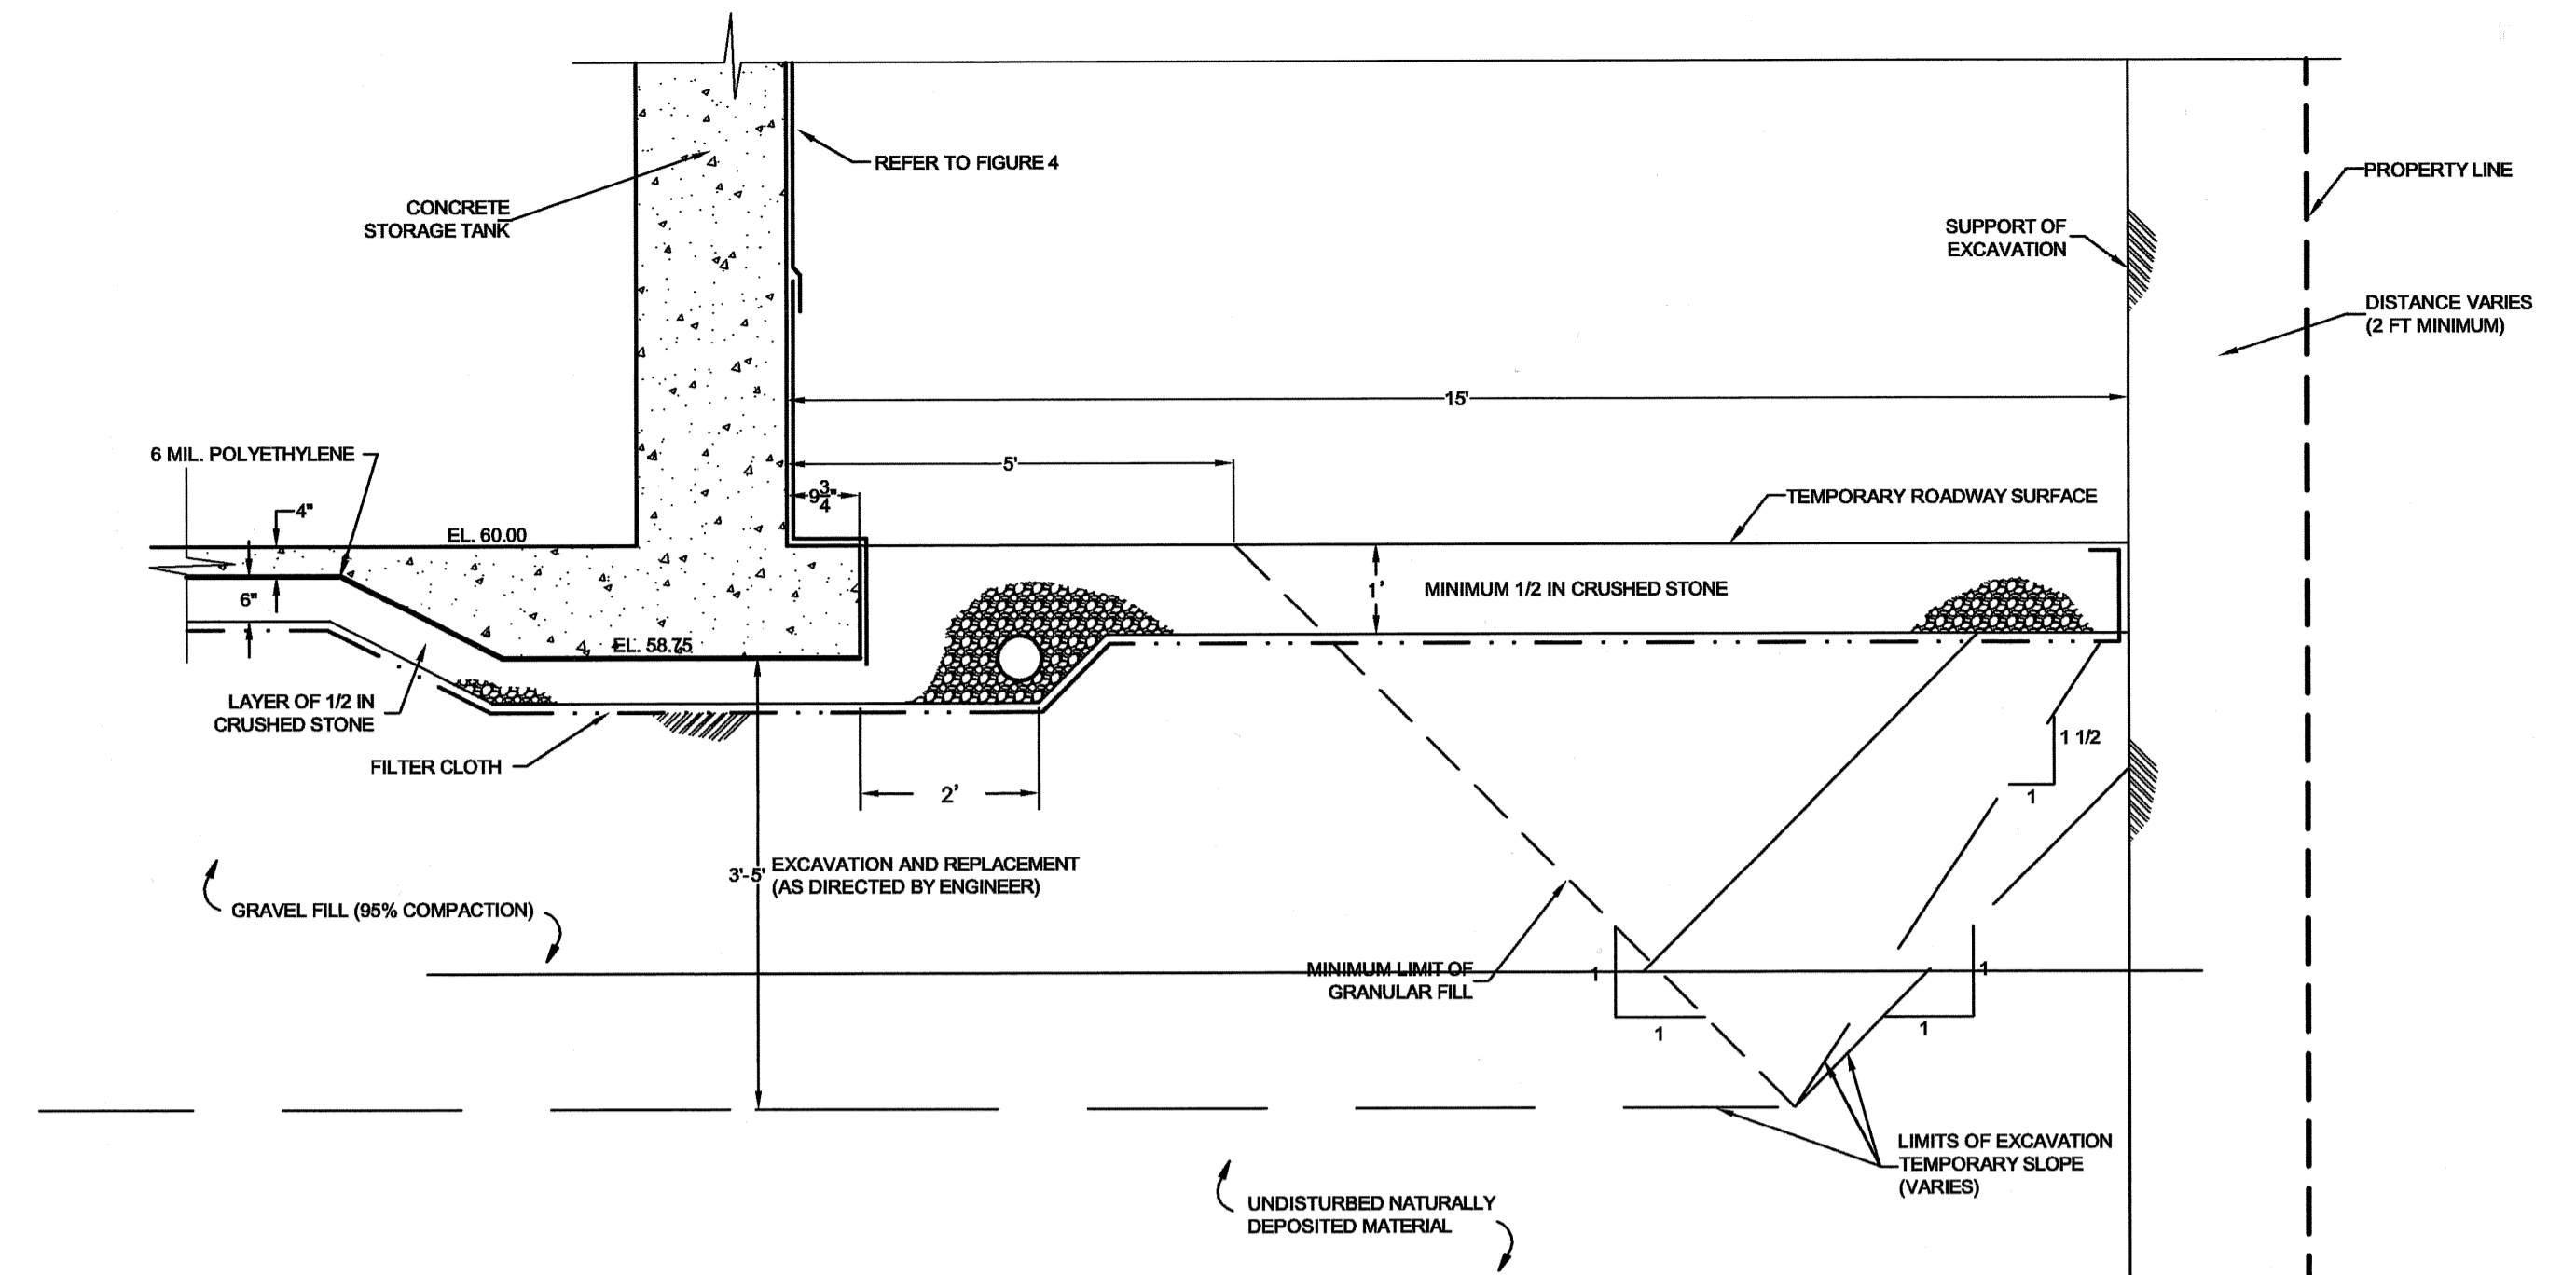 REFER TO FIGURE 4
PROPERTY LINE
CONCRETE
STORAGE TANK
SUPPORT OF
EXCAVATION
DISTANCE VARIES
(2 FT MINIMUM)
15'
6 MIL. POLYETHYLENE
5'
9 3/4"
TEMPORARY ROADWAY SURFACE
4"
EL. 60.00
6"
1'
MINIMUM 1/2 IN CRUSHED STONE
EL. 58.75
LAYER OF 1/2 IN
CRUSHED STONE
FILTER CLOTH
1 1/2
1
2'
3'-5'
EXCAVATION AND REPLACEMENT
(AS DIRECTED BY ENGINEER)
GRAVEL FILL (95% COMPACTION)
MINIMUM LIMIT OF
GRANULAR FILL
1
1
1
1
LIMITS OF EXCAVATION
TEMPORARY SLOPE
(VARIES)
UNDISTURBED NATURALLY
DEPOSITED MATERIAL